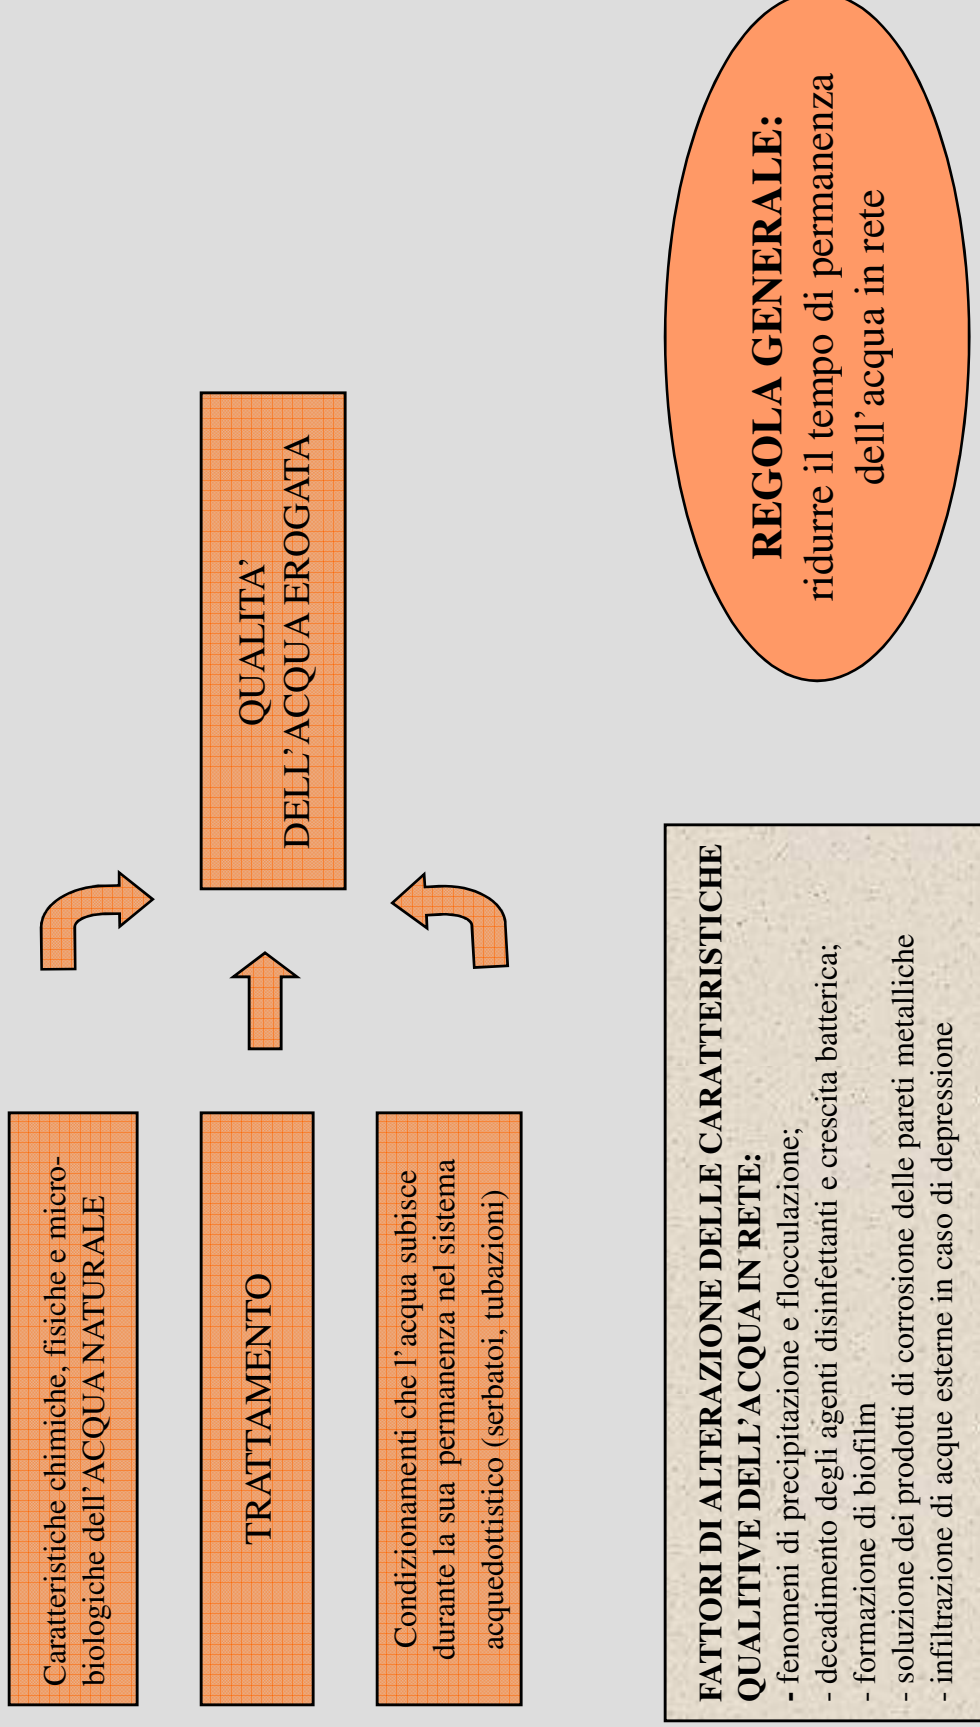 Caratteristiche chimiche, fisiche e micro-
biologiche dell’ACQUA NATURALE
TRATTAMENTO
Condizionamenti che l’acqua subisce
durante la sua permanenza nel sistema
acquedottistico (serbatoi, tubazioni)
QUALITA’
DELL’ACQUA EROGATA
FATTORI DI ALTERAZIONE DELLE CARATTERISTICHE
QUALITIVE DELL’ACQUA IN RETE:
- fenomeni di precipitazione e flocculazione;
- decadimento degli agenti disinfettanti e crescita batterica;
- formazione di biofilm
- soluzione dei prodotti di corrosione delle pareti metalliche
- infiltrazione di acque esterne in caso di depressione
REGOLA GENERALE:
ridurre il tempo di permanenza
dell’acqua in rete